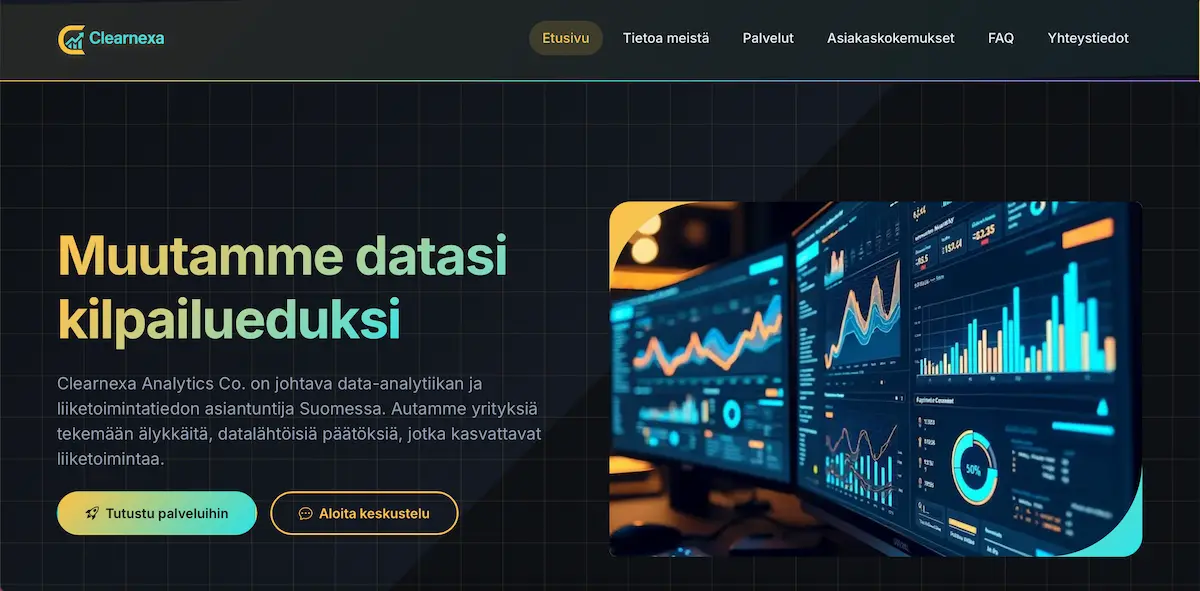 Clearnexa
Etusivu
Tietoa meistä
Palvelut
Asiakaskokemukset
FAQ
Yhteystiedot
Muutamme datasi
kilpailueduksi
Clearnexa Analytics Co. on johtava data-analytiikan ja
liiketoimintatiedon asiantuntija Suomessa. Autamme yrityksiä
tekemään älykkäitä, datalähtöisiä päätöksiä, jotka kasvattavat
liiketoimintaa.
Tutustu palveluihin
Aloita keskustelu
50%